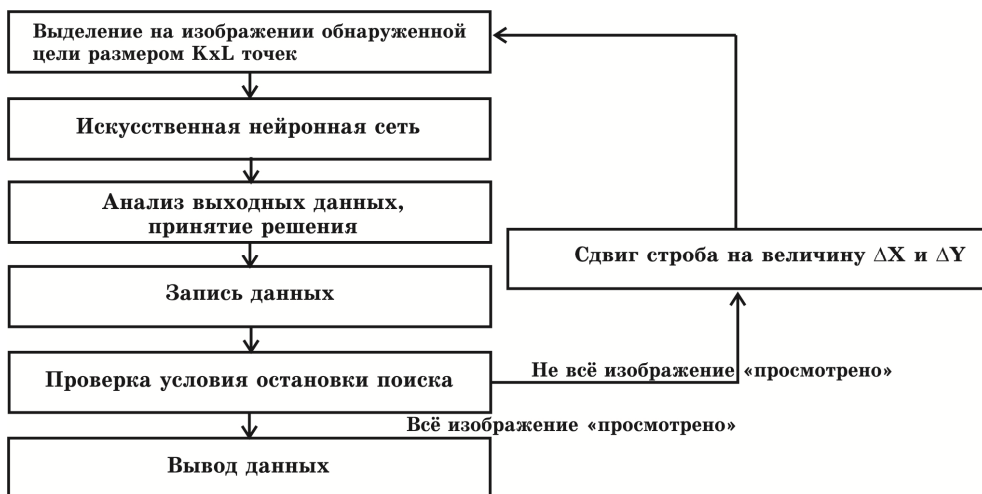 Выделение на изображении обнаруженной
цели размером KxL точек
Искусственная нейронная сеть
Анализ выходных данных,
принятие решения
Сдвиг строба на величину ΔX и ΔY
Запись данных
Проверка условия остановки поиска
Не всё изображение «просмотрено»
Всё изображение «просмотрено»
Вывод данных